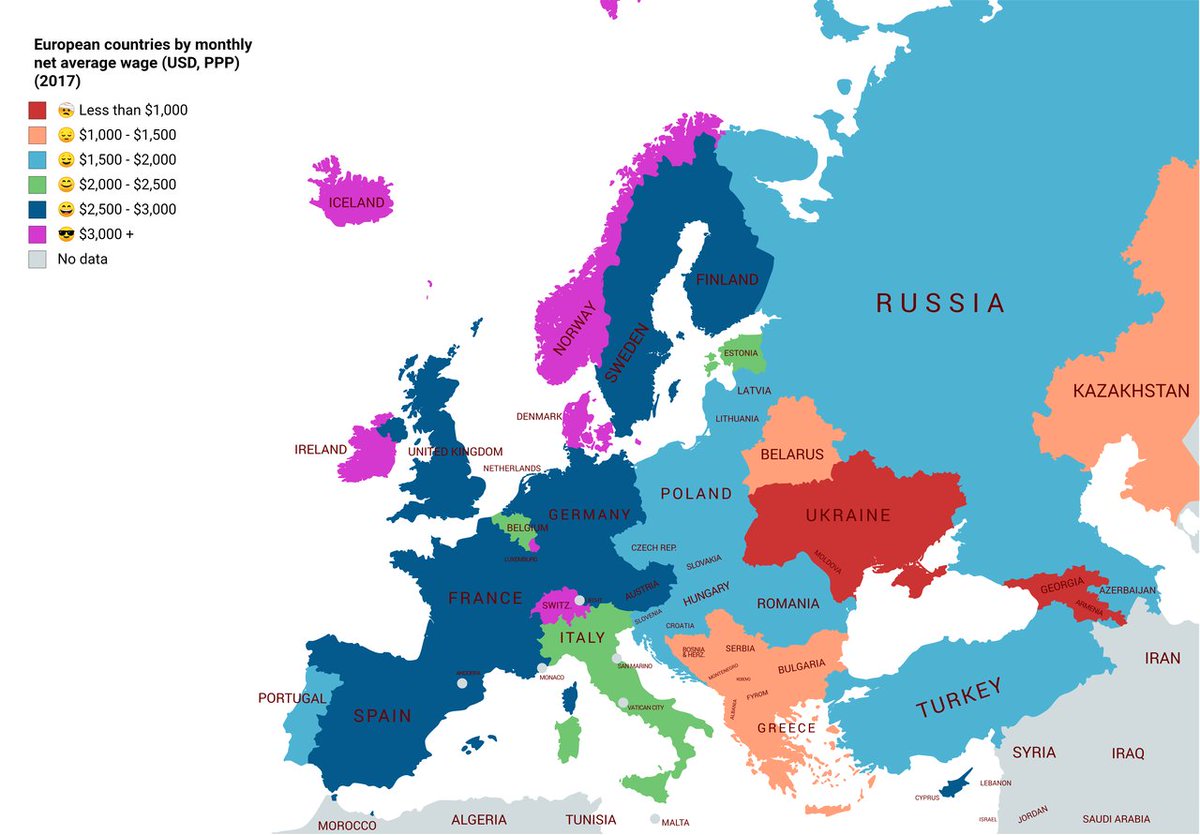 European countries by monthly
net average wage (USD, PPP)
(2017)
Less than $1,000
$1,000 - $1,500
$1,500 - $2,000
$2,000 - $2,500
$2,500 - $3,000
$3,000 +
No data
ICELAND
NORWAY
SWEDEN
FINLAND
RUSSIA
ESTONIA
LATVIA
LITHUANIA
DENMARK
KAZAKHSTAN
IRELAND
UNITED KINGDOM
NETHERLANDS
BELARUS
POLAND
GERMANY
BELGIUM
UKRAINE
LUXEMBURG
CZECH REP.
SLOVAKIA
MOLDOVA
FRANCE
SWITZ.
AUSTRIA
HUNGARY
ROMANIA
GEORGIA
AZERBAIJAN
ARMENIA
SLOVENIA
CROATIA
ITALY
BOSNIA
& HERZ.
SERBIA
SAN MARINO
MONACO
ANDORRA
MONTENEGRO
BULGARIA
IRAN
PORTUGAL
SPAIN
VATICAN CITY
ALBANIA
FYROM
GREECE
TURKEY
SYRIA
IRAQ
CYPRUS
LEBANON
MOROCCO
ALGERIA
TUNISIA
MALTA
ISRAEL
JORDAN
SAUDI ARABIA